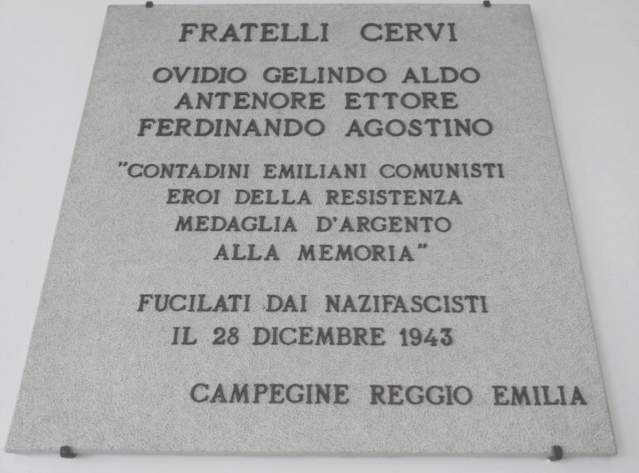 FRATELLI CERVI
OVIDIO GELINDO ALDO
ANTENORE ETTORE
FERDINANDO AGOSTINO
"CONTADINI EMILIANI COMUNISTI
EROI DELLA RESISTENZA
MEDAGLIA D'ARGENTO
ALLA MEMORIA"
FUCILATI DAI NAZIFASCISTI
IL 28 DICEMBRE 1943
CAMPEGINE REGGIO EMILIA